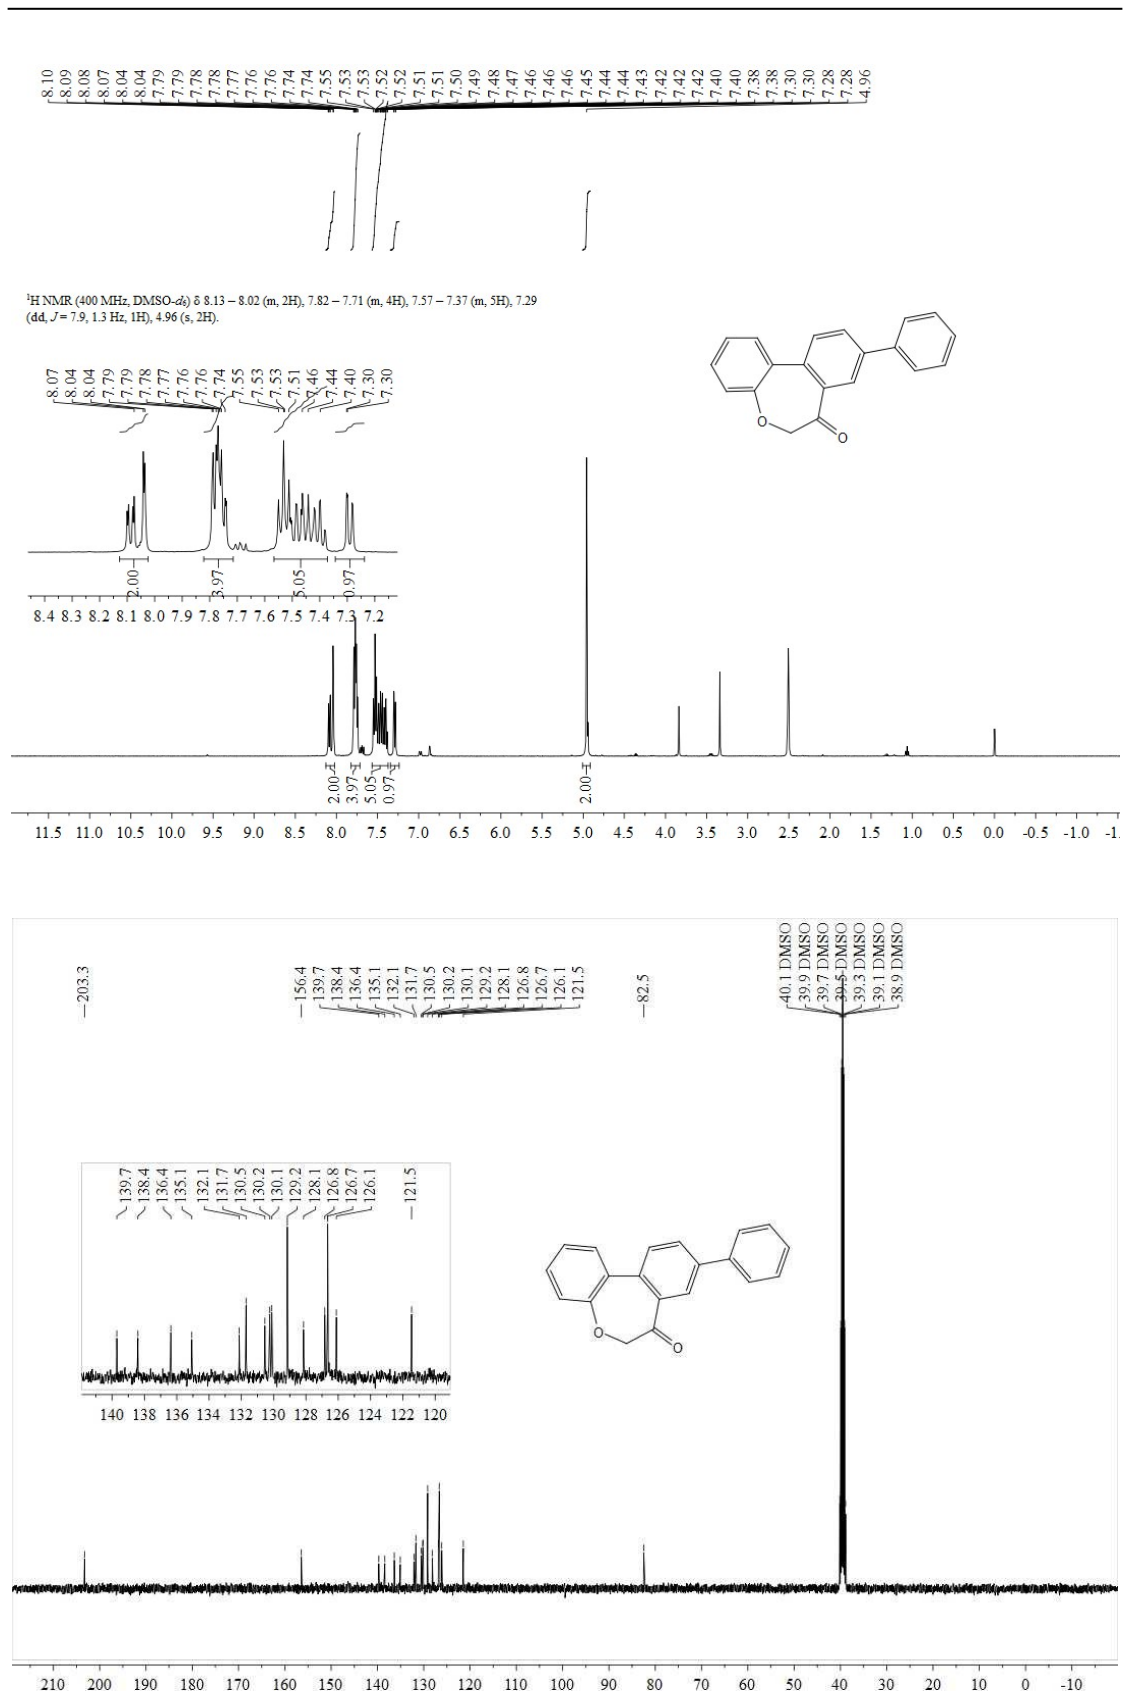 8.10 8.09 8.08 8.07 8.04 8.04 7.79 7.79 7.78 7.78 7.77 7.76 7.76 7.74 7.74 7.55 7.53 7.53 7.52 7.52 7.51 7.51 7.50 7.49 7.48 7.47 7.46 7.46 7.46 7.45 7.44 7.44 7.43 7.42 7.42 7.42 7.40 7.40 7.38 7.38 7.30 7.30 7.28 7.28 4.96
¹H NMR (400 MHz, DMSO-d₆) δ 8.13 – 8.02 (m, 2H), 7.82 – 7.71 (m, 4H), 7.57 – 7.37 (m, 5H), 7.29
(dd, J = 7.9, 1.3 Hz, 1H), 4.96 (s, 2H).
8.07 8.04 8.04 7.79 7.79 7.78 7.77 7.76 7.76 7.74 7.55 7.53 7.53 7.51 7.46 7.44 7.40 7.30 7.30
O
O
2.00 3.97 5.05 0.97
8.4 8.3 8.2 8.1 8.0 7.9 7.8 7.7 7.6 7.5 7.4 7.3 7.2
2.00 3.97 5.05 0.97 2.00
11.5 11.0 10.5 10.0 9.5 9.0 8.5 8.0 7.5 7.0 6.5 6.0 5.5 5.0 4.5 4.0 3.5 3.0 2.5 2.0 1.5 1.0 0.5 0.0 -0.5 -1.0 -1.
203.3 156.4 139.7 138.4 136.4 135.1 132.1 131.7 130.5 130.2 130.1 129.2 128.1 126.8 126.7 126.1 121.5 82.5 40.1 DMSO 39.9 DMSO 39.7 DMSO 39.5 DMSO 39.3 DMSO 39.1 DMSO 38.9 DMSO
139.7 138.4 136.4 135.1 132.1 131.7 130.5 130.2 130.1 129.2 128.1 126.8 126.7 126.1 121.5
O
O
140 138 136 134 132 130 128 126 124 122 120
210 200 190 180 170 160 150 140 130 120 110 100 90 80 70 60 50 40 30 20 10 0 -10